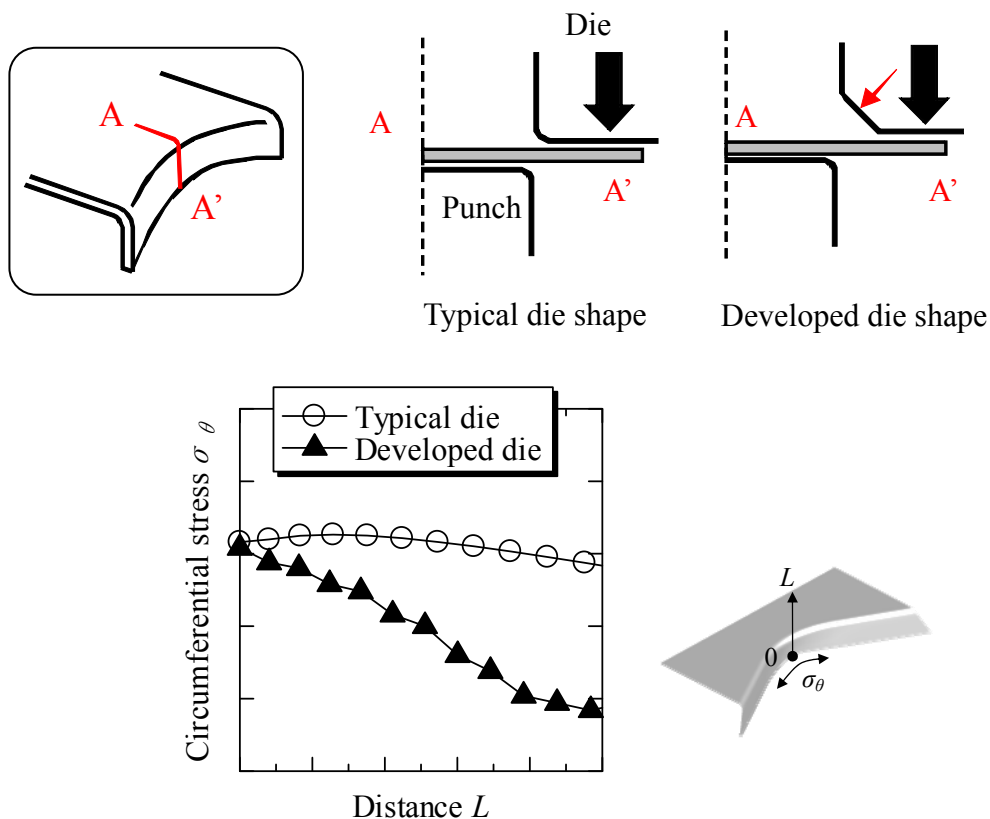 A
A’
Die
A
A’
Punch
Typical die shape
A
A’
Developed die shape
Typical die
Developed die
Circumferential stress σ θ
Distance L
L
0
σθ